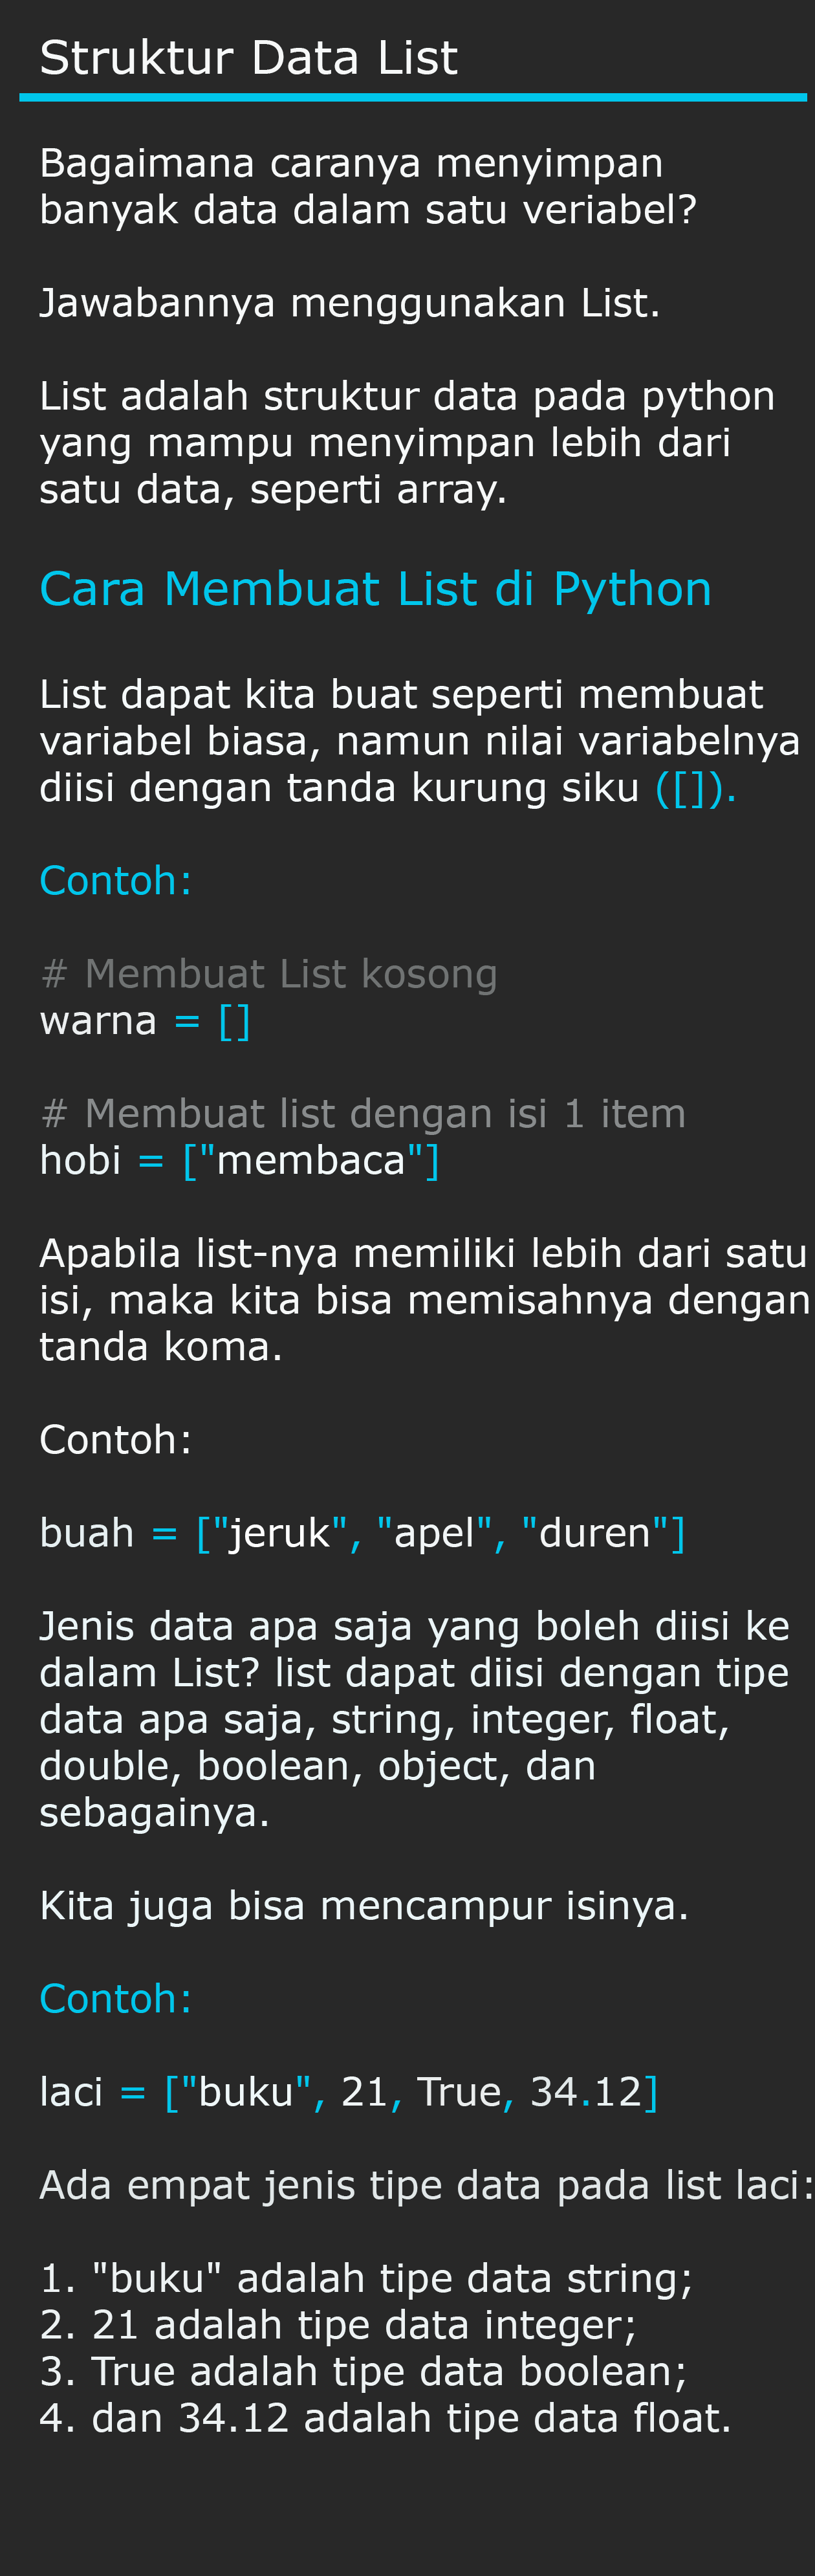 Struktur Data List
Bagaimana caranya menyimpan
banyak data dalam satu veriabel?
Jawabannya menggunakan List.
List adalah struktur data pada python
yang mampu menyimpan lebih dari
satu data, seperti array.
Cara Membuat List di Python
List dapat kita buat seperti membuat
variabel biasa, namun nilai variabelnya
diisi dengan tanda kurung siku ([]).
Contoh:
# Membuat List kosong
warna = []
# Membuat list dengan isi 1 item
hobi = ["membaca"]
Apabila list-nya memiliki lebih dari satu
isi, maka kita bisa memisahnya dengan
tanda koma.
Contoh:
buah = ["jeruk", "apel", "duren"]
Jenis data apa saja yang boleh diisi ke
dalam List? list dapat diisi dengan tipe
data apa saja, string, integer, float,
double, boolean, object, dan
sebagainya.
Kita juga bisa mencampur isinya.
Contoh:
laci = ["buku", 21, True, 34.12]
Ada empat jenis tipe data pada list laci:
1. "buku" adalah tipe data string;
2. 21 adalah tipe data integer;
3. True adalah tipe data boolean;
4. dan 34.12 adalah tipe data float.